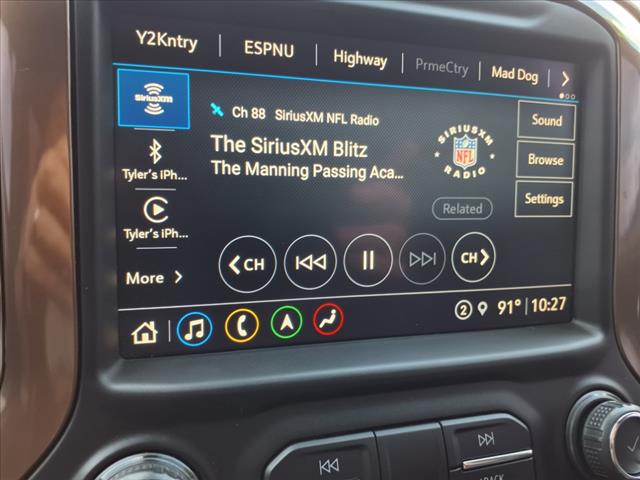 Y2Kntry ESPNU Highway PrmeCtry Mad Dog
SiriusXM
Ch 88 SiriusXM NFL Radio
The SiriusXM Blitz
The Manning Passing Aca...
SIRIUSXM
NFL
RADIO
Related
Sound
Browse
Settings
Tyler's iPh...
Tyler's iPh...
More
CH
CH
2 91° 10:27